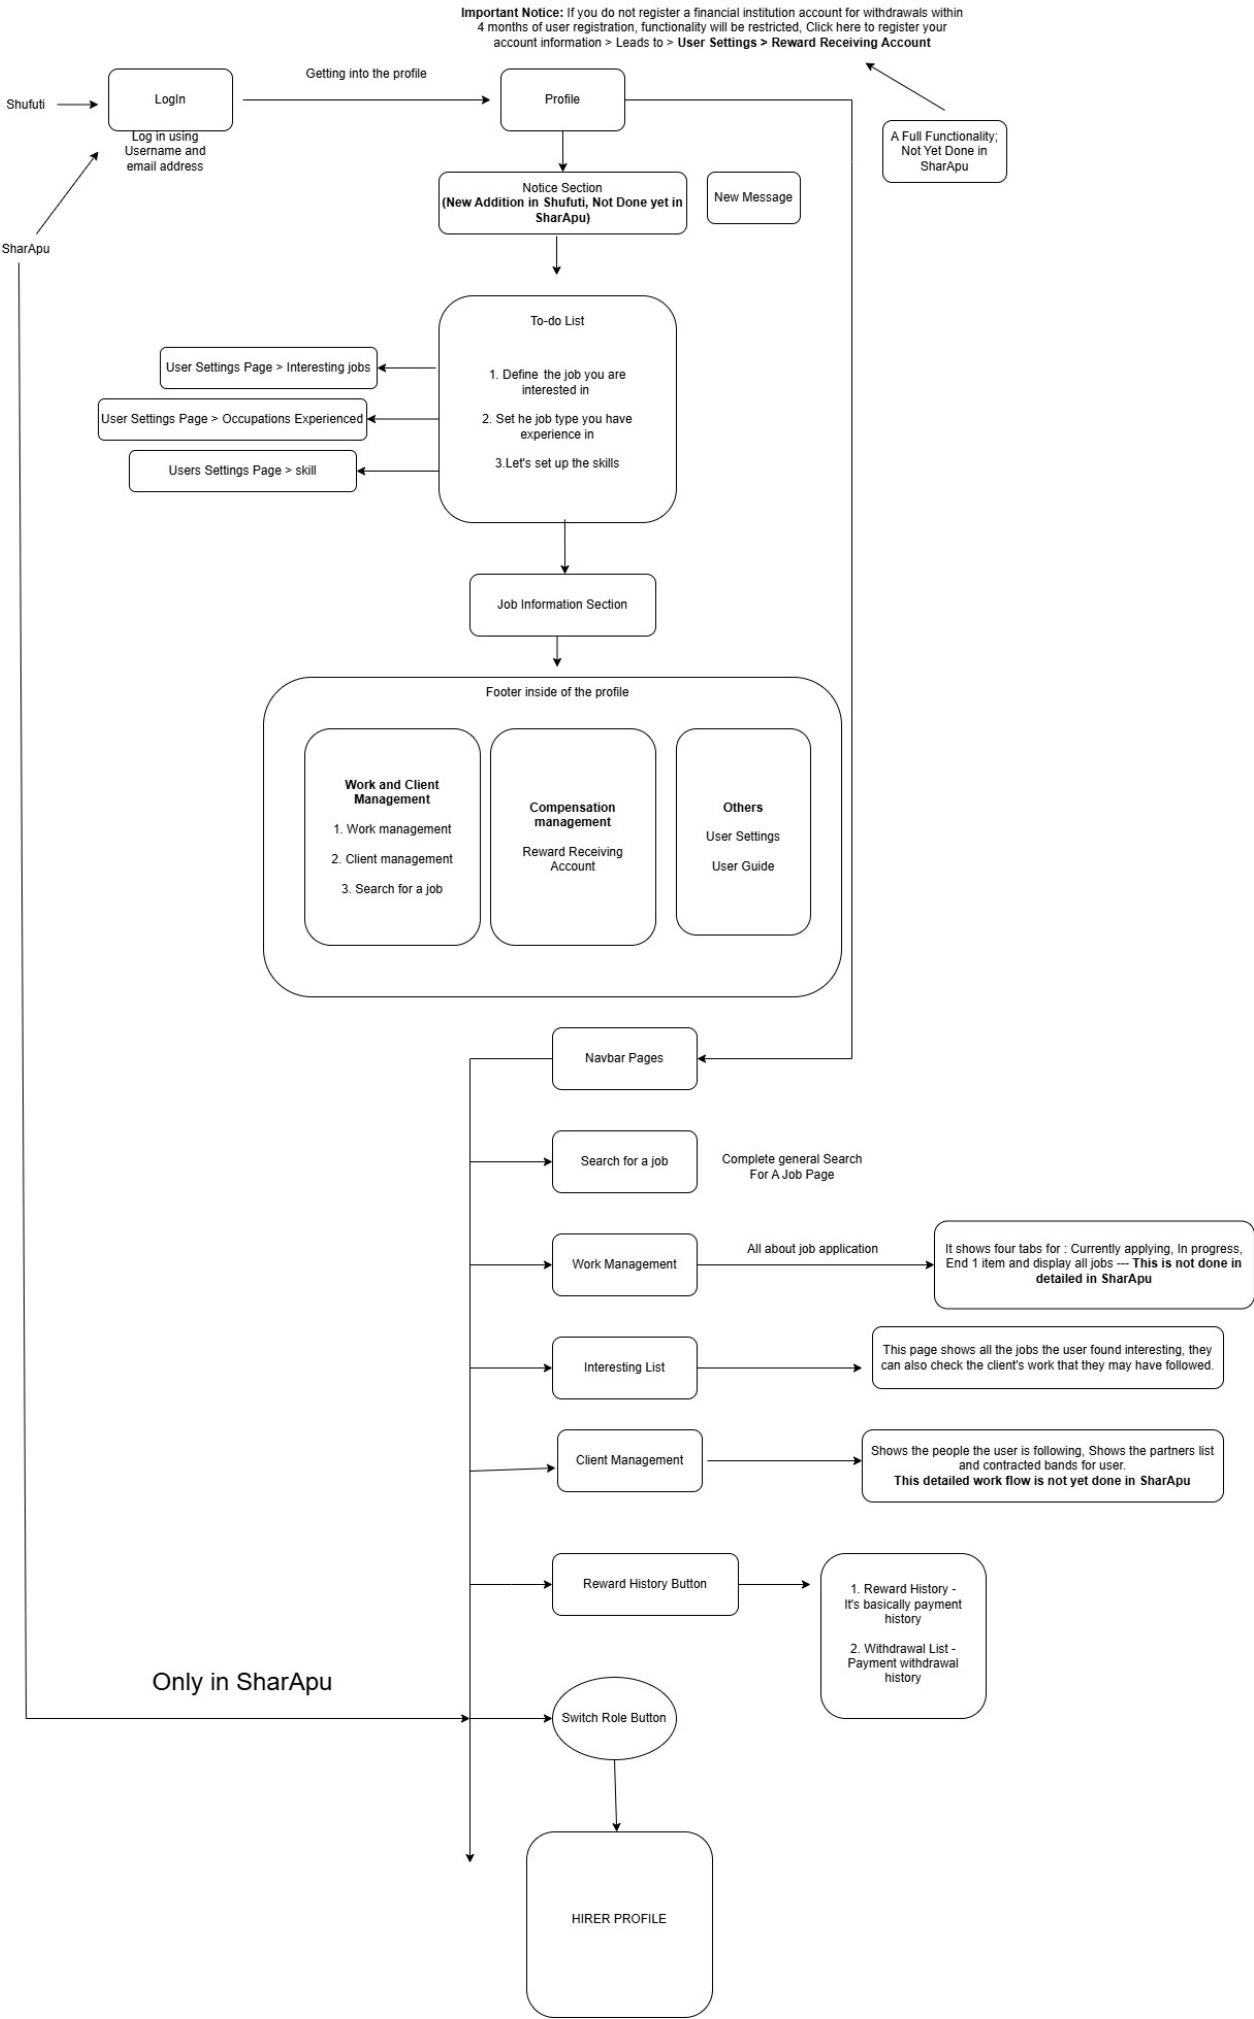 Important Notice: If you do not register a financial institution account for withdrawals within
4 months of user registration, functionality will be restricted, Click here to register your
account information > Leads to > User Settings > Reward Receiving Account
Getting into the profile
Shufuti
LogIn
Profile
Log in using
Username and
email address
A Full Functionality;
Not Yet Done in
SharApu
Notice Section
(New Addition in Shufuti, Not Done yet in
SharApu)
New Message
SharApu
To-do List
User Settings Page > Interesting jobs
1. Define the job you are
interested in
User Settings Page > Occupations Experienced
2. Set he job type you have
experience in
Users Settings Page > skill
3.Let's set up the skills
Job Information Section
Footer inside of the profile
Work and Client
Management
1. Work management
2. Client management
3. Search for a job
Compensation
management
Reward Receiving
Account
Others
User Settings
User Guide
Navbar Pages
Search for a job
Complete general Search
For A Job Page
Work Management
All about job application
It shows four tabs for : Currently applying, In progress,
End 1 item and display all jobs --- This is not done in
detailed in SharApu
Interesting List
This page shows all the jobs the user found interesting, they
can also check the client's work that they may have followed.
Client Management
Shows the people the user is following, Shows the partners list
and contracted bands for user.
This detailed work flow is not yet done in SharApu
Reward History Button
1. Reward History -
It's basically payment
history
2. Withdrawal List -
Payment withdrawal
history
Only in SharApu
Switch Role Button
HIRER PROFILE